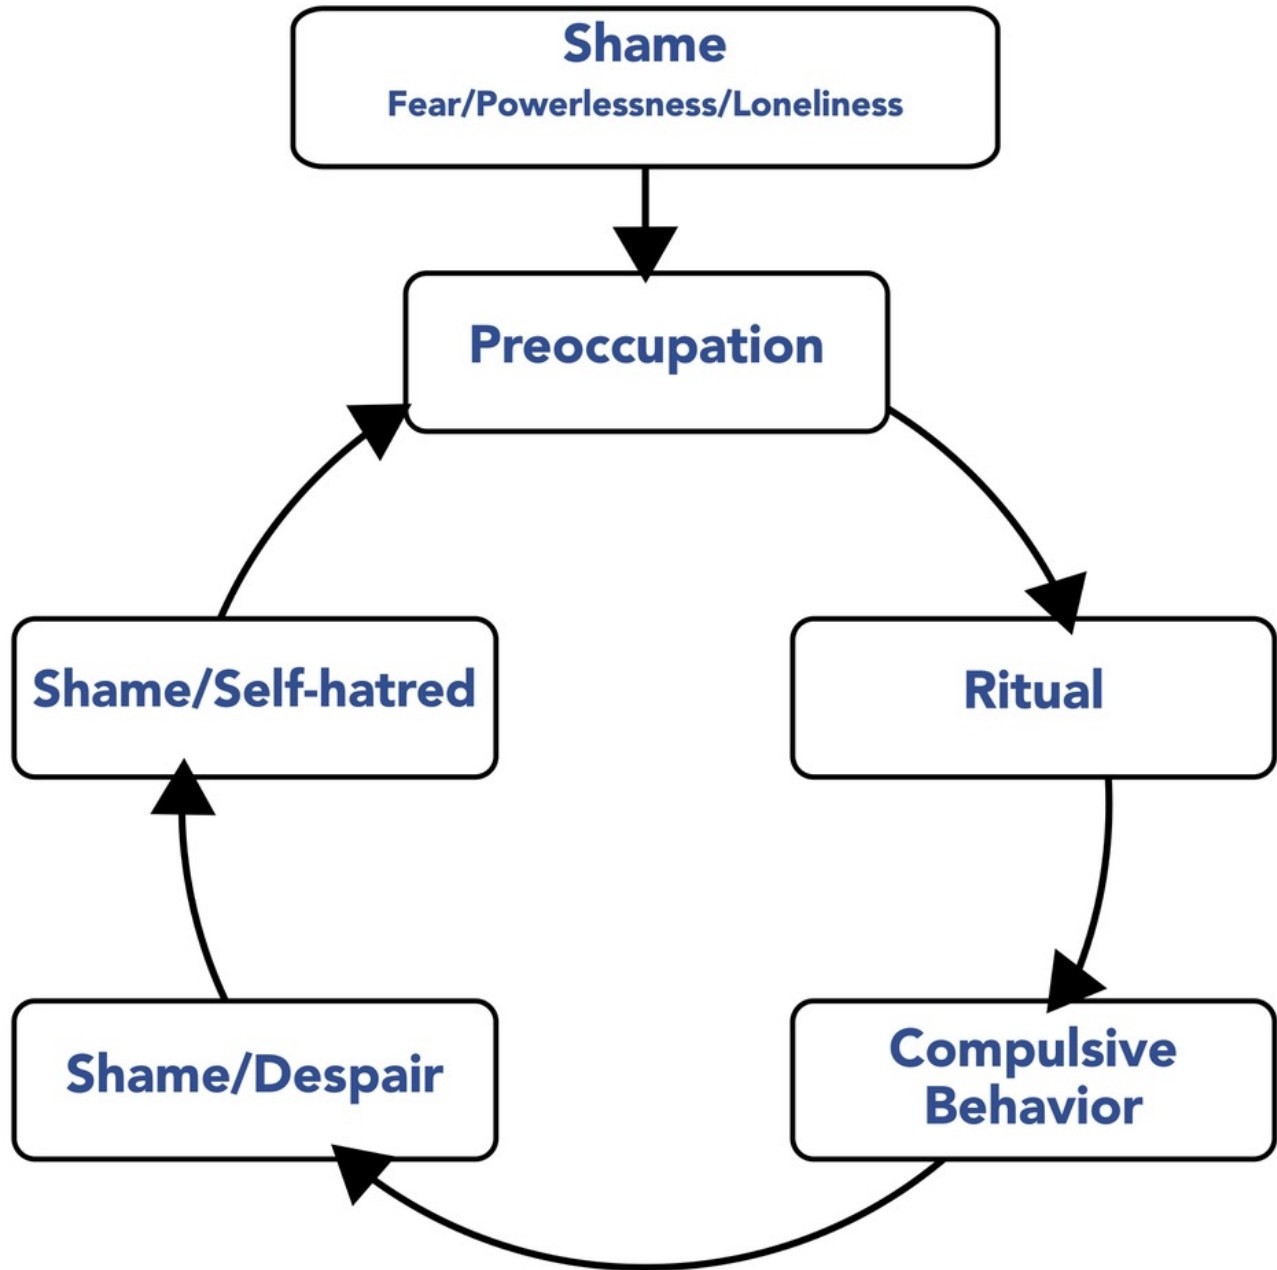 Shame
Fear/Powerlessness/Loneliness
Preoccupation
Ritual
Compulsive
Behavior
Shame/Despair
Shame/Self-hatred